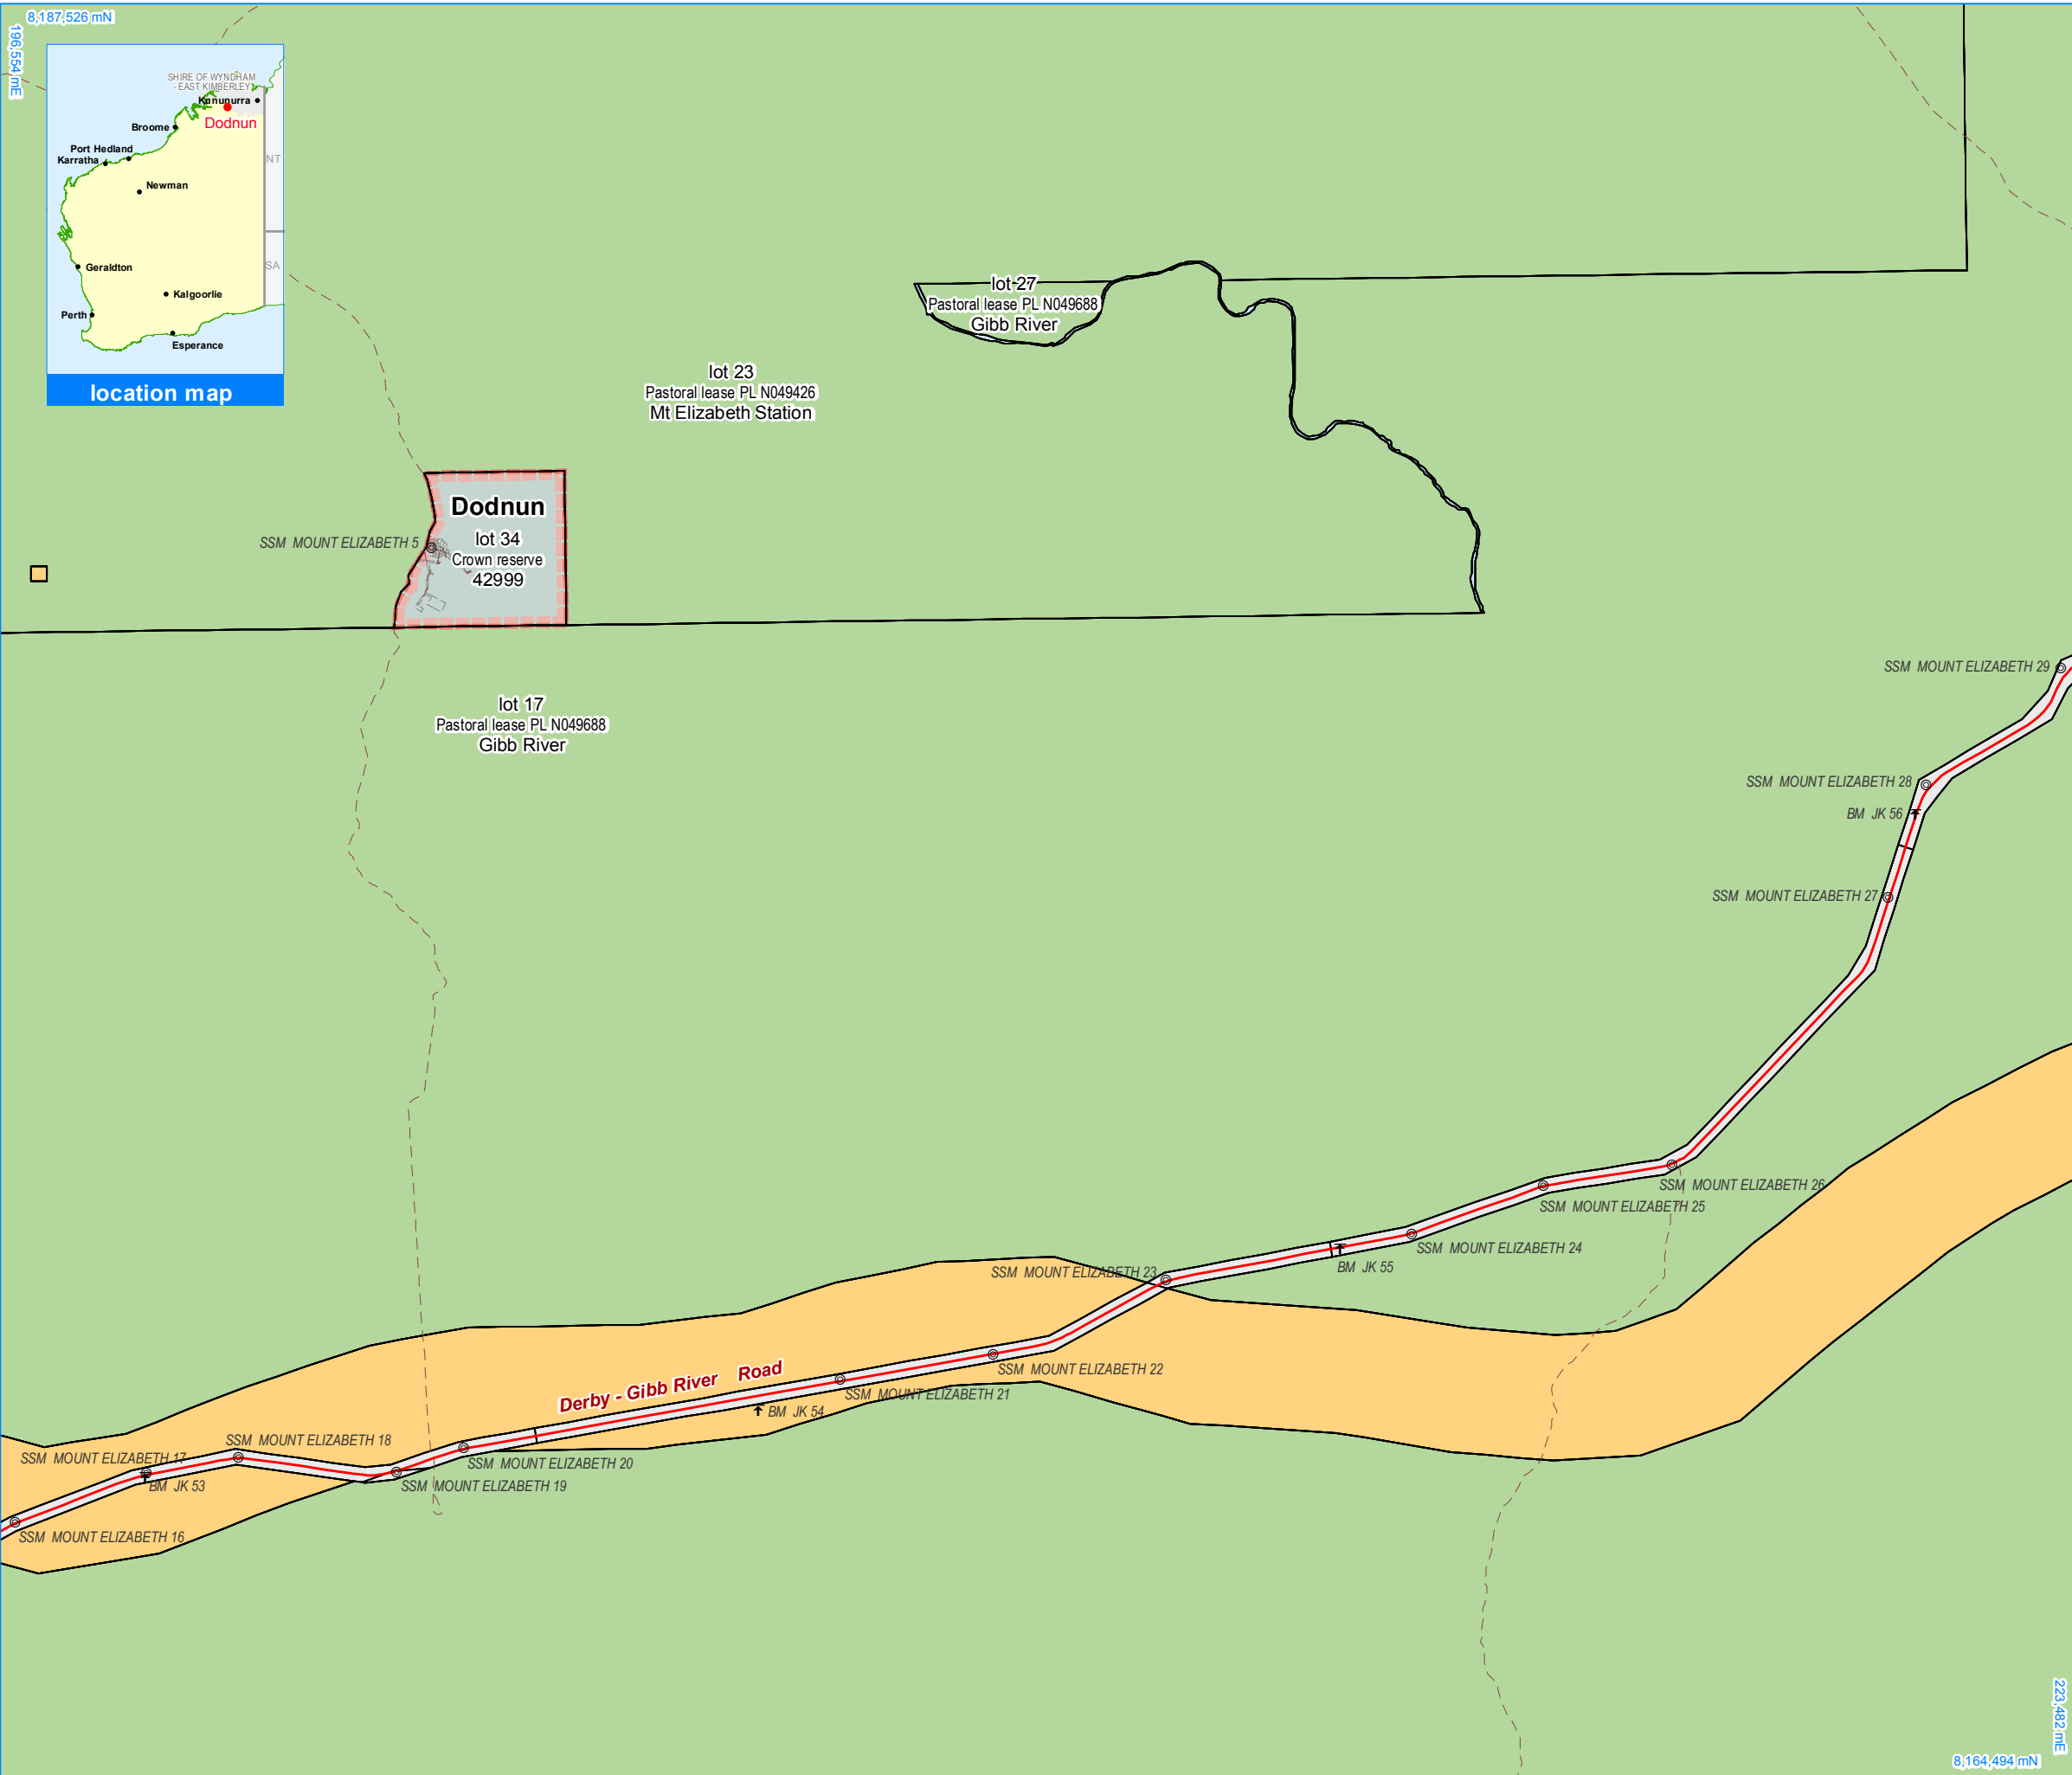 8,187,526 mN
196,554 mE
SHIRE OF WYNDHAM
- EAST KIMBERLEY
Kununurra
Dodnun
Broome
Port Hedland
Karratha
NT
Newman
Geraldton
SA
Kalgoorlie
Perth
Esperance
location map
lot 27
Pastoral lease PL N049688
Gibb River
lot 23
Pastoral lease PL N049426
Mt Elizabeth Station
Dodnun
lot 34
Crown reserve
42999
SSM MOUNT ELIZABETH 5
lot 17
Pastoral lease PL N049688
Gibb River
SSM MOUNT ELIZABETH 29
SSM MOUNT ELIZABETH 28
BM JK 56
SSM MOUNT ELIZABETH 27
SSM MOUNT ELIZABETH 26
SSM MOUNT ELIZABETH 25
SSM MOUNT ELIZABETH 24
BM JK 55
SSM MOUNT ELIZABETH 23
SSM MOUNT ELIZABETH 22
Derby - Gibb River Road
SSM MOUNT ELIZABETH 21
BM JK 54
SSM MOUNT ELIZABETH 18
SSM MOUNT ELIZABETH 17
SSM MOUNT ELIZABETH 20
BM JK 53
SSM MOUNT ELIZABETH 19
SSM MOUNT ELIZABETH 16
223,482 mE
8,164,494 mN